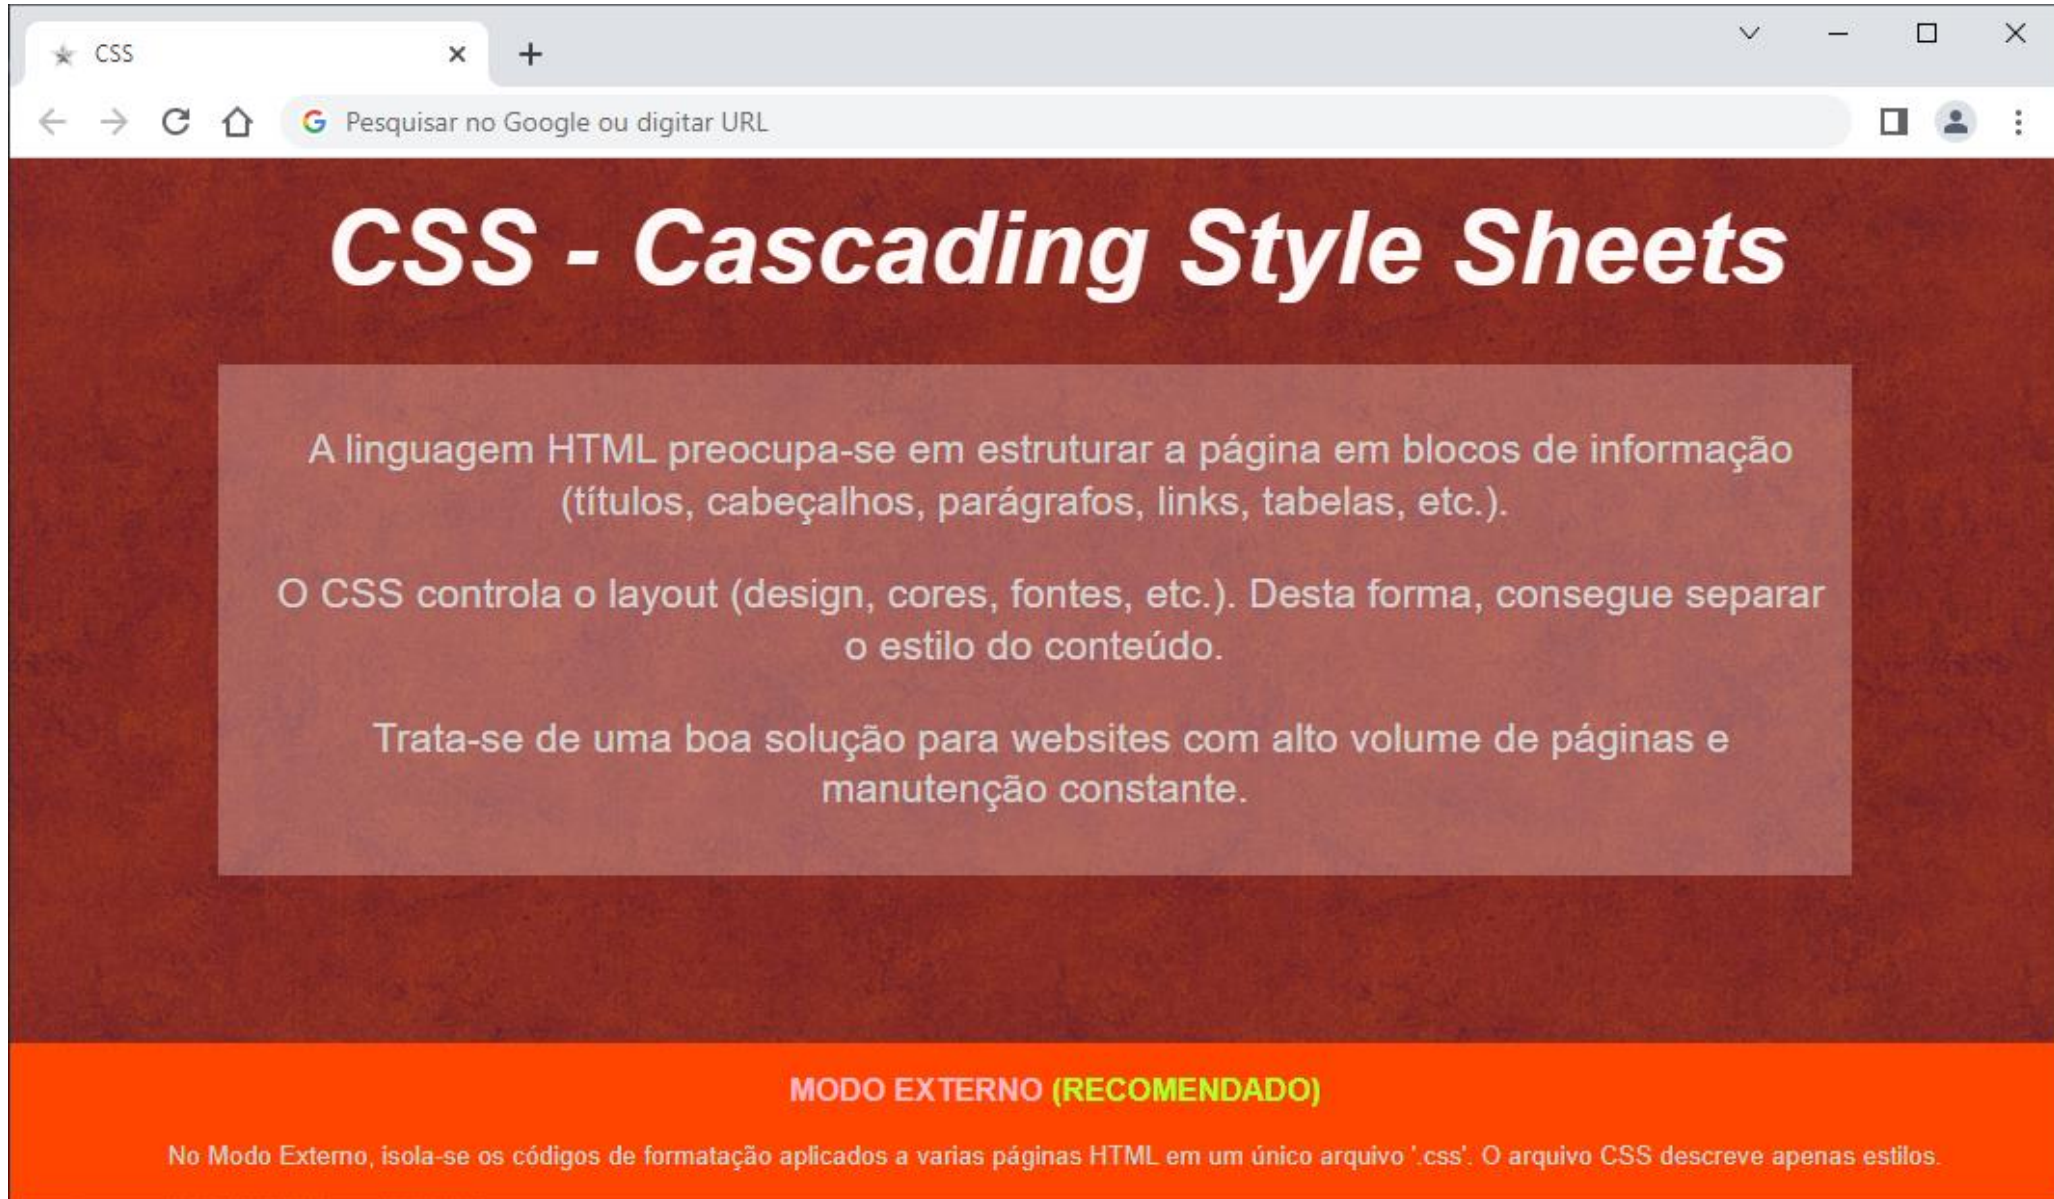 CSS
Pesquisar no Google ou digitar URL
CSS - Cascading Style Sheets
A linguagem HTML preocupa-se em estruturar a página em blocos de informação
(títulos, cabeçalhos, parágrafos, links, tabelas, etc.).
O CSS controla o layout (design, cores, fontes, etc.). Desta forma, consegue separar
o estilo do conteúdo.
Trata-se de uma boa solução para websites com alto volume de páginas e
manutenção constante.
MODO EXTERNO (RECOMENDADO)
No Modo Externo, isola-se os códigos de formatação aplicados a varias páginas HTML em um único arquivo '.css'. O arquivo CSS descreve apenas estilos.